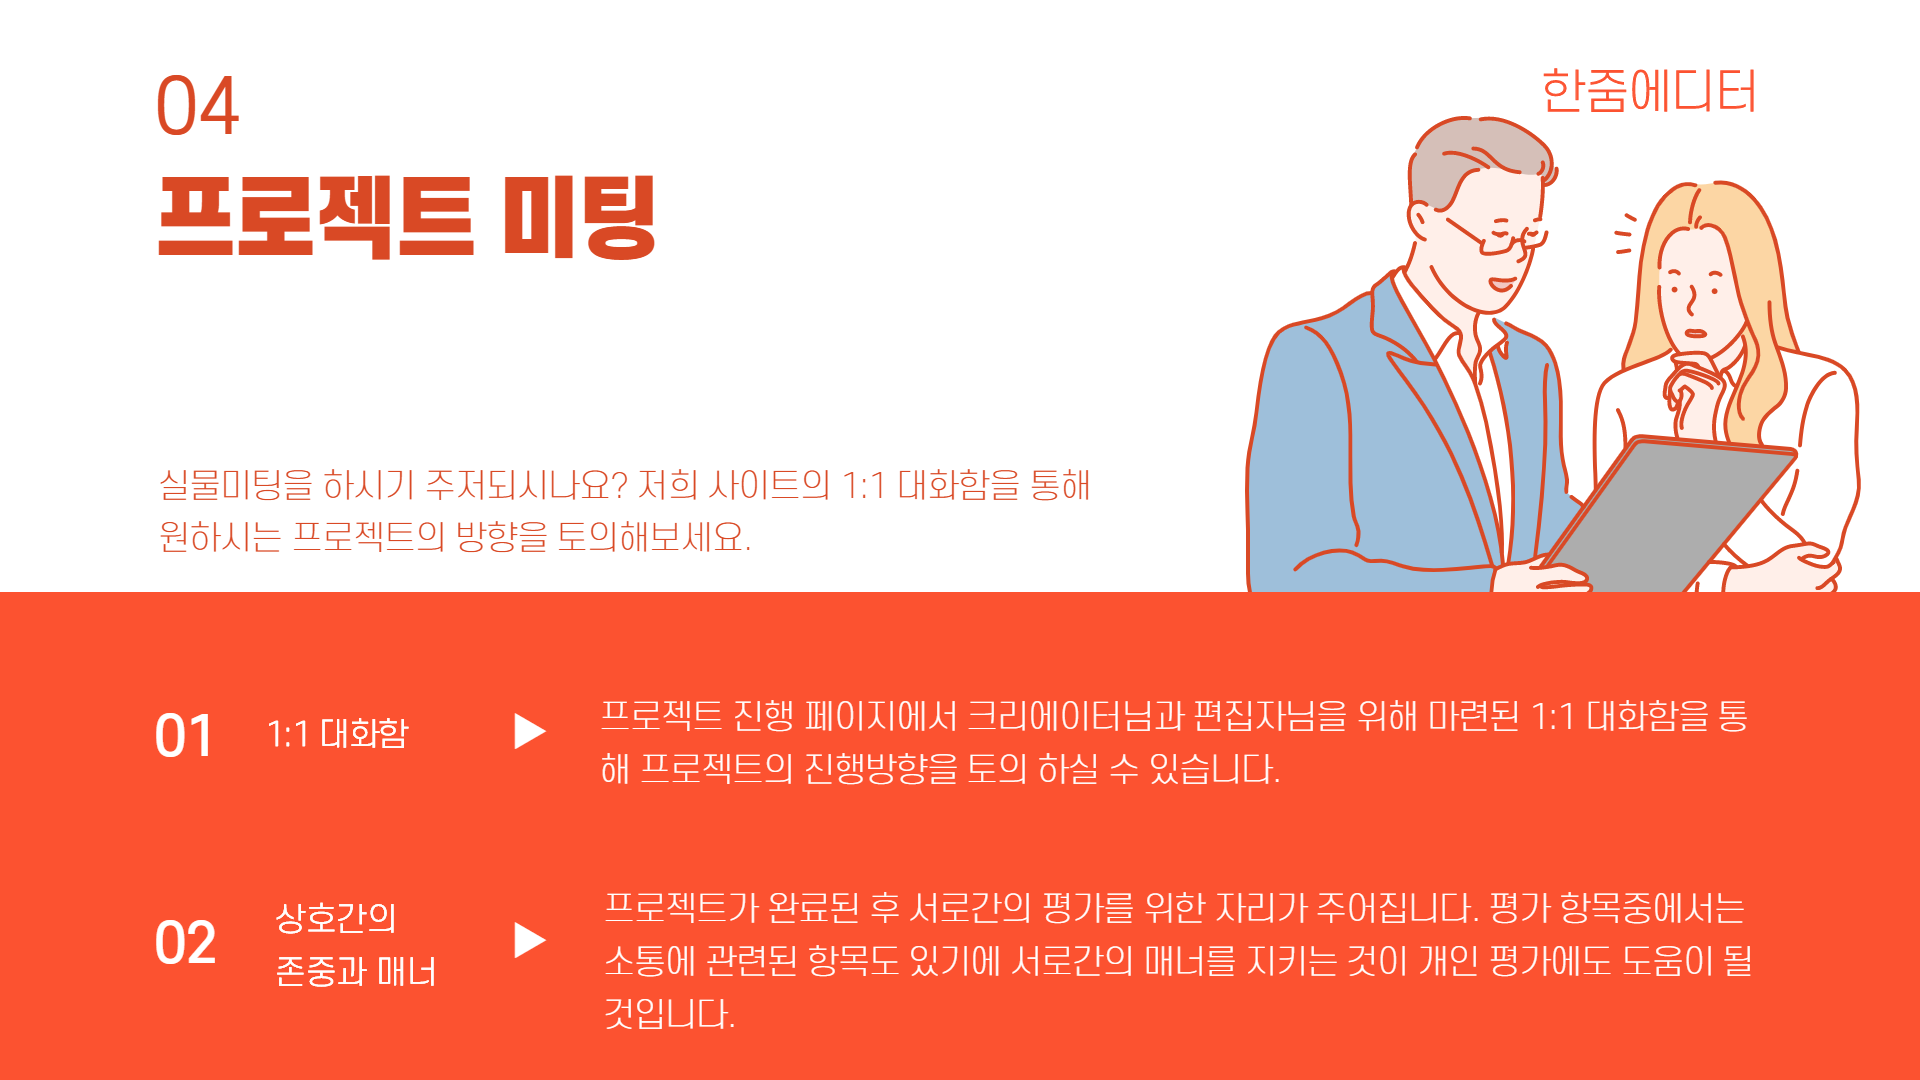 04
한줌에디터
프로젝트 미팅
실물미팅을 하시기 주저되시나요? 저희 사이트의 1:1 대화함을 통해
원하시는 프로젝트의 방향을 토의해보세요.
01
1:1 대화함
▶
프로젝트 진행 페이지에서 크리에이터님과 편집자님을 위해 마련된 1:1 대화함을 통
해 프로젝트의 진행방향을 토의 하실 수 있습니다.
02
상호간의
존중과 매너
▶
프로젝트가 완료된 후 서로간의 평가를 위한 자리가 주어집니다. 평가 항목중에서는
소통에 관련된 항목도 있기에 서로간의 매너를 지키는 것이 개인 평가에도 도움이 될
것입니다.